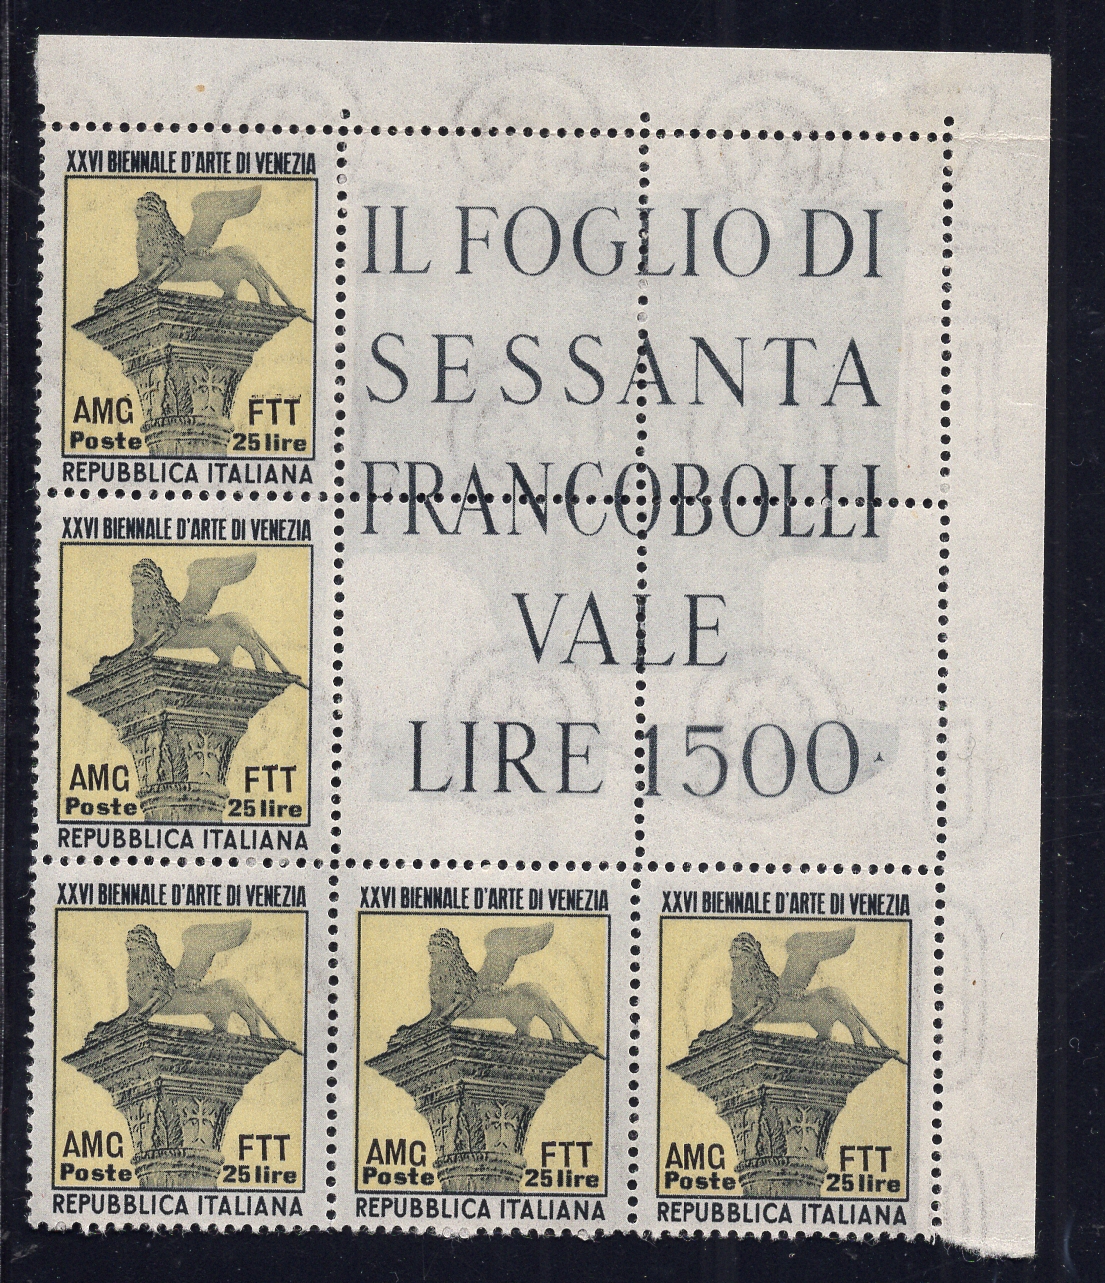 XXVI BIENNALE D'ARTE DI VENEZIA
AMG FTT
Poste 25 lire
REPUBBLICA ITALIANA
IL FOGLIO DI
SESSANTA
FRANCOBOLLI
VALE
LIRE 1500
XXVI BIENNALE D'ARTE DI VENEZIA
AMG FTT
Poste 25 lire
REPUBBLICA ITALIANA
XXVI BIENNALE D'ARTE DI VENEZIA
AMG FTT
Poste 25 lire
REPUBBLICA ITALIANA
XXVI BIENNALE D'ARTE DI VENEZIA
AMG FTT
Poste 25 lire
REPUBBLICA ITALIANA
XXVI BIENNALE D'ARTE DI VENEZIA
AMG FTT
Poste 25 lire
REPUBBLICA ITALIANA